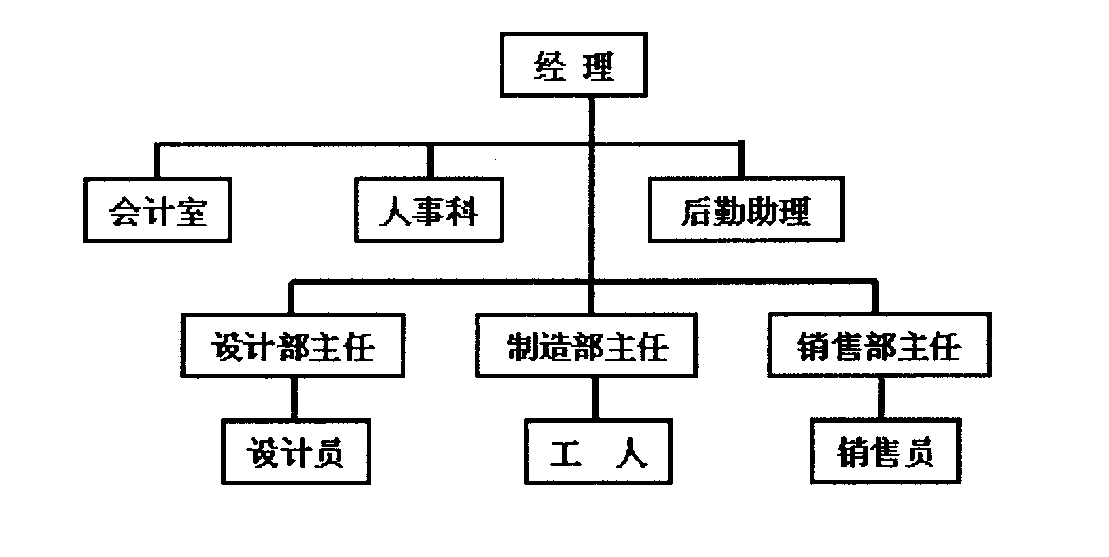 经 理
会计室
人事科
后勤助理
设计部主任
制造部主任
销售部主任
设计员
工 人
销售员